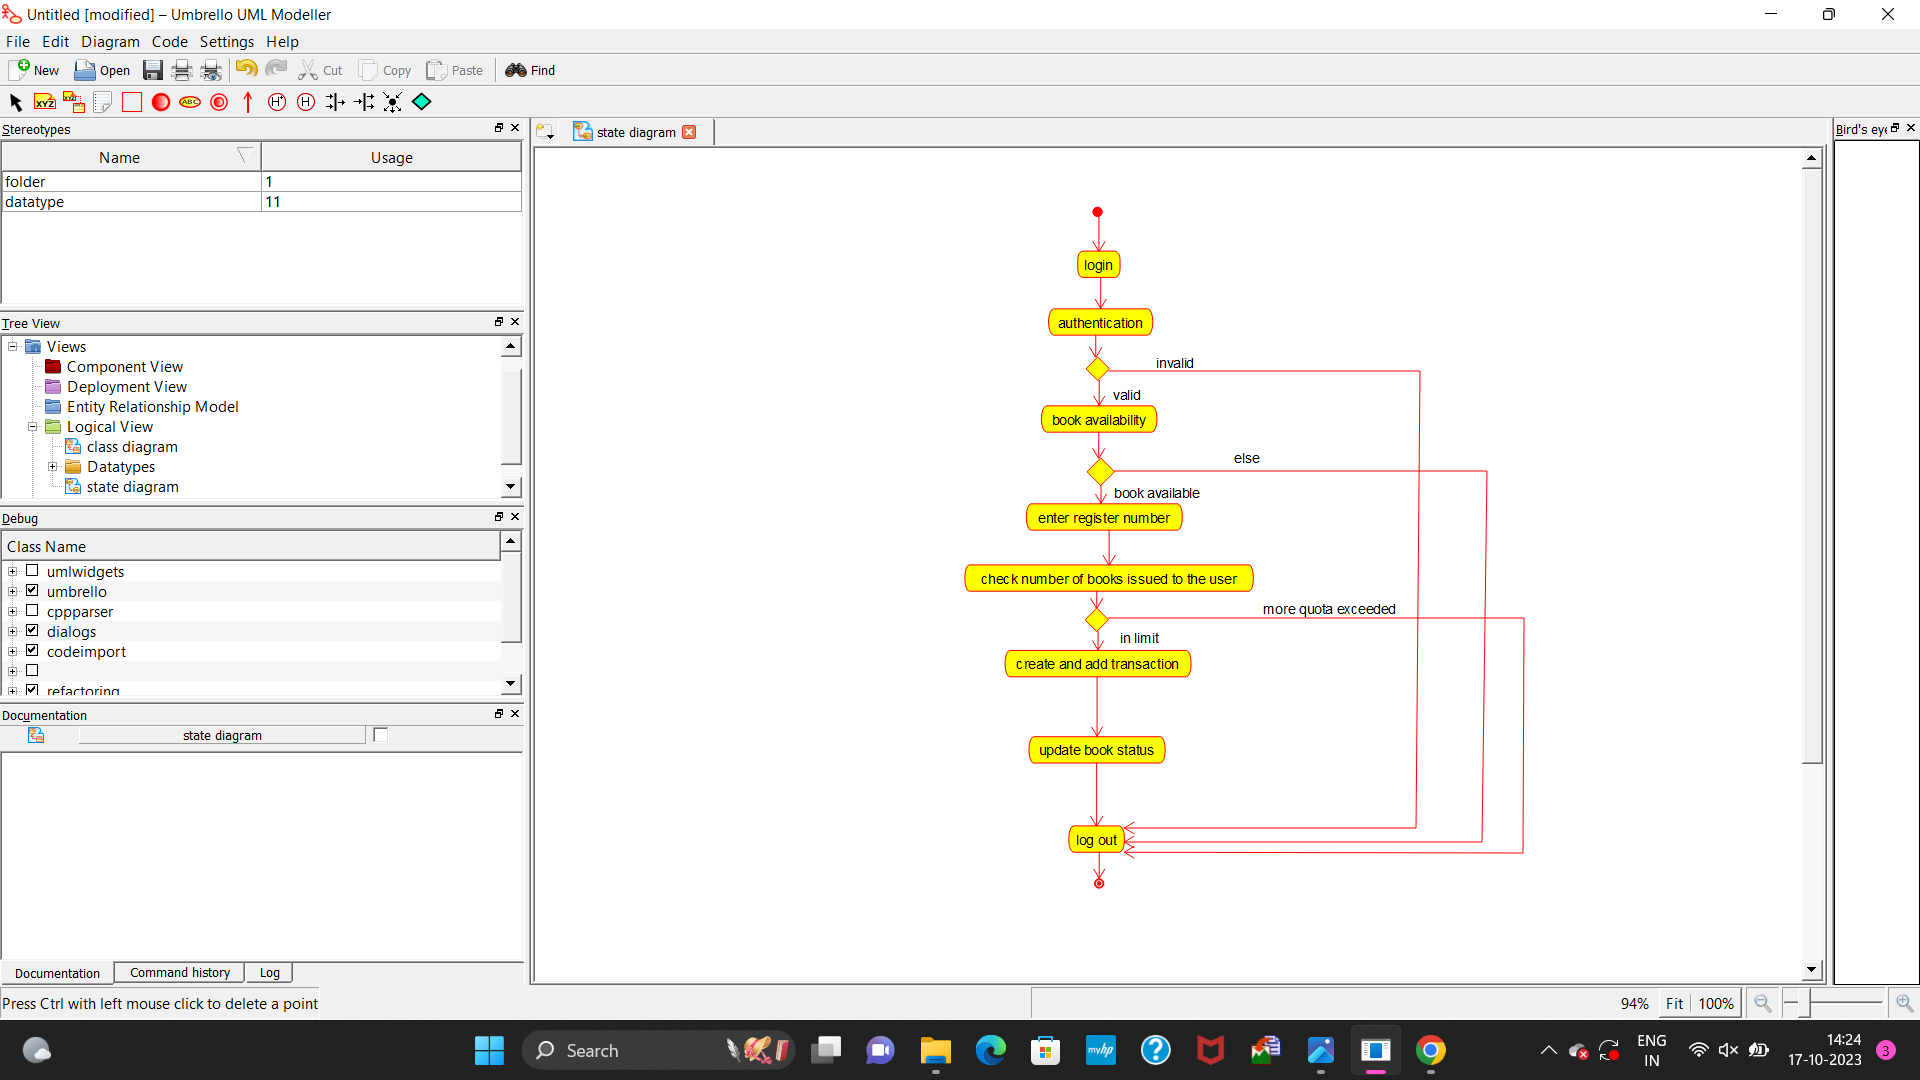 Untitled [modified] – Umbrello UML Modeller
File Edit Diagram Code Settings Help
New Open Cut Copy Paste Find
XYZ XYZ ABC H* H
Stereotypes
Name Usage
folder 1
datatype 11
Tree View
Views
Component View
Deployment View
Entity Relationship Model
Logical View
class diagram
Datatypes
state diagram
Debug
Class Name
umlwidgets
umbrello
cppparser
dialogs
codeimport
refactoring
Documentation
state diagram
Documentation Command history Log
Press Ctrl with left mouse click to delete a point
state diagram
login
authentication
invalid
valid
book availability
else
book available
enter register number
check number of books issued to the user
more quota exceeded
in limit
create and add transaction
update book status
log out
Bird's eye
94% Fit 100%
Search
myhp
?
ENG
IN
14:24
17-10-2023
3